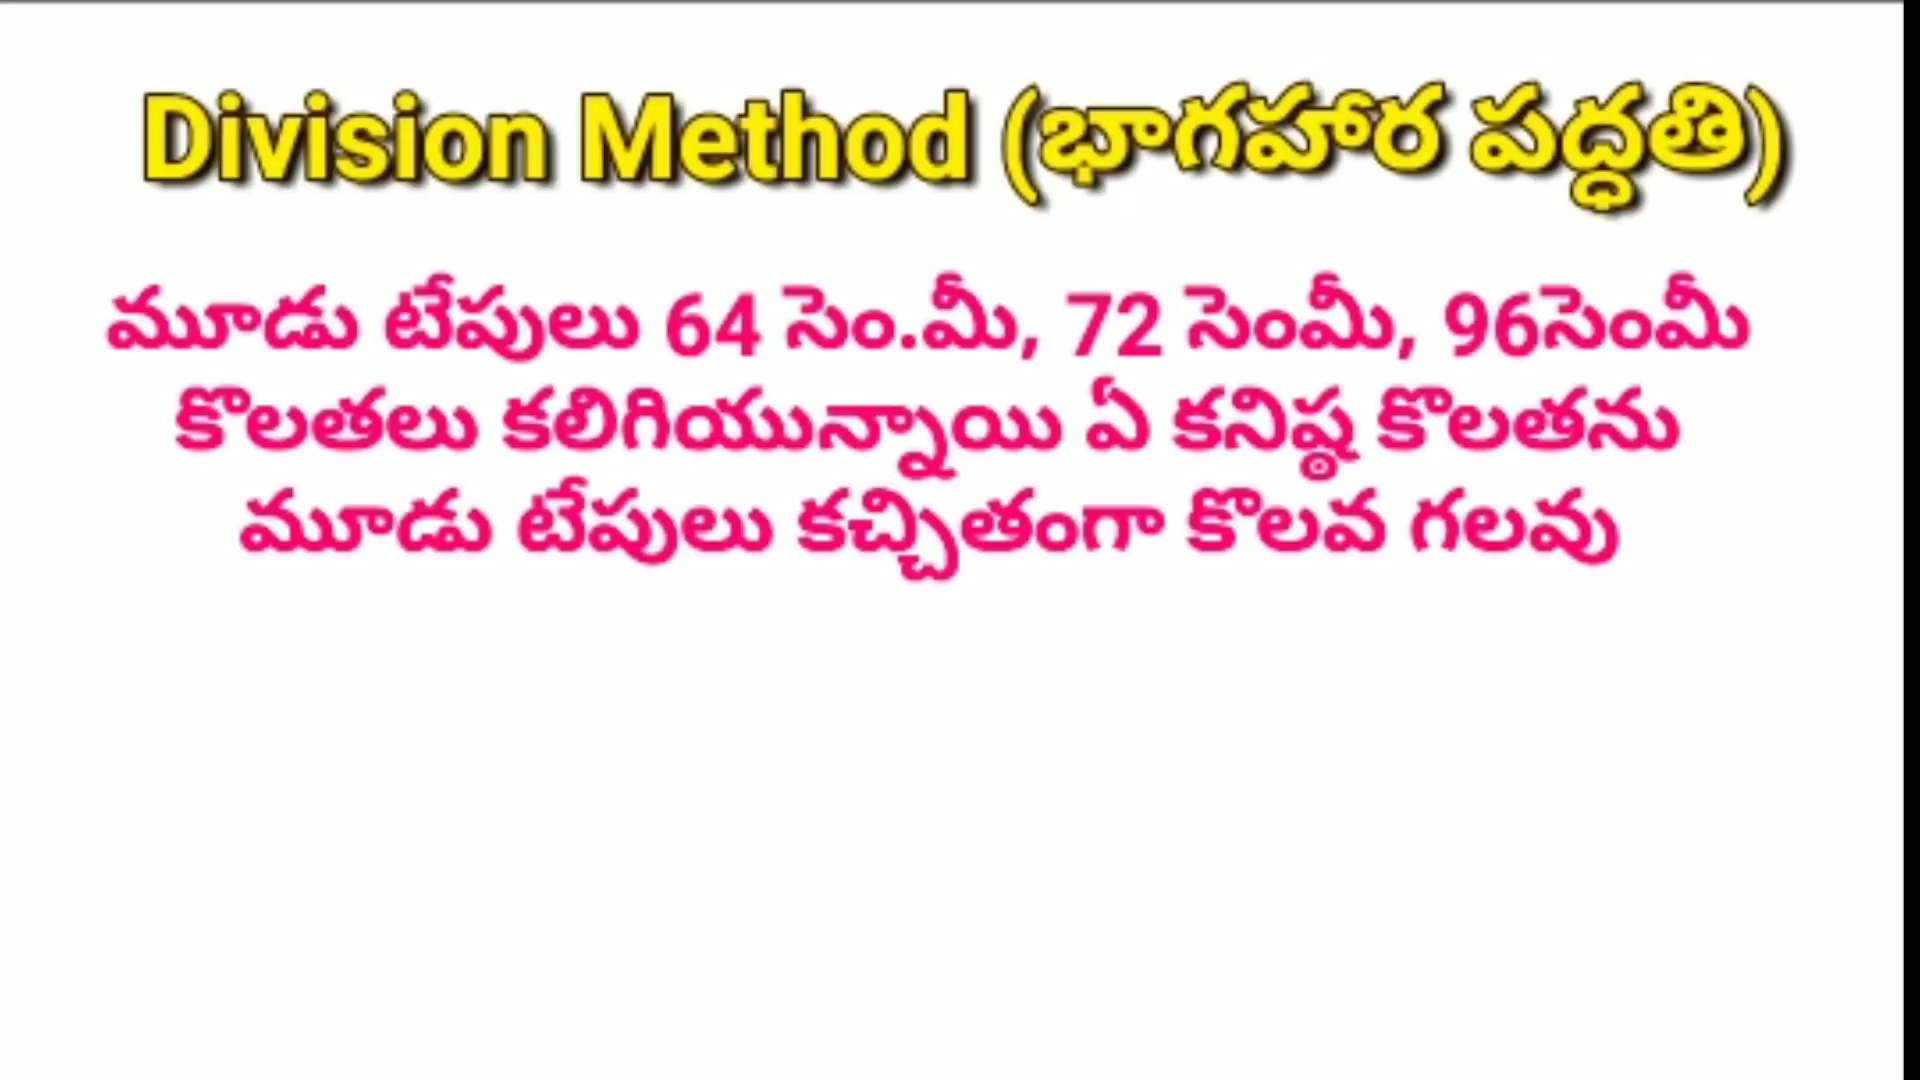 Division Method (భాగహార పద్ధతి)
మూడు టేపులు 64 సెం.మీ, 72 సెంమీ, 96సెంమీ
కొలతలు కలిగియున్నాయి ఏ కనిష్ఠ కొలతను
మూడు టేపులు కచ్చితంగా కొలవ గలవు